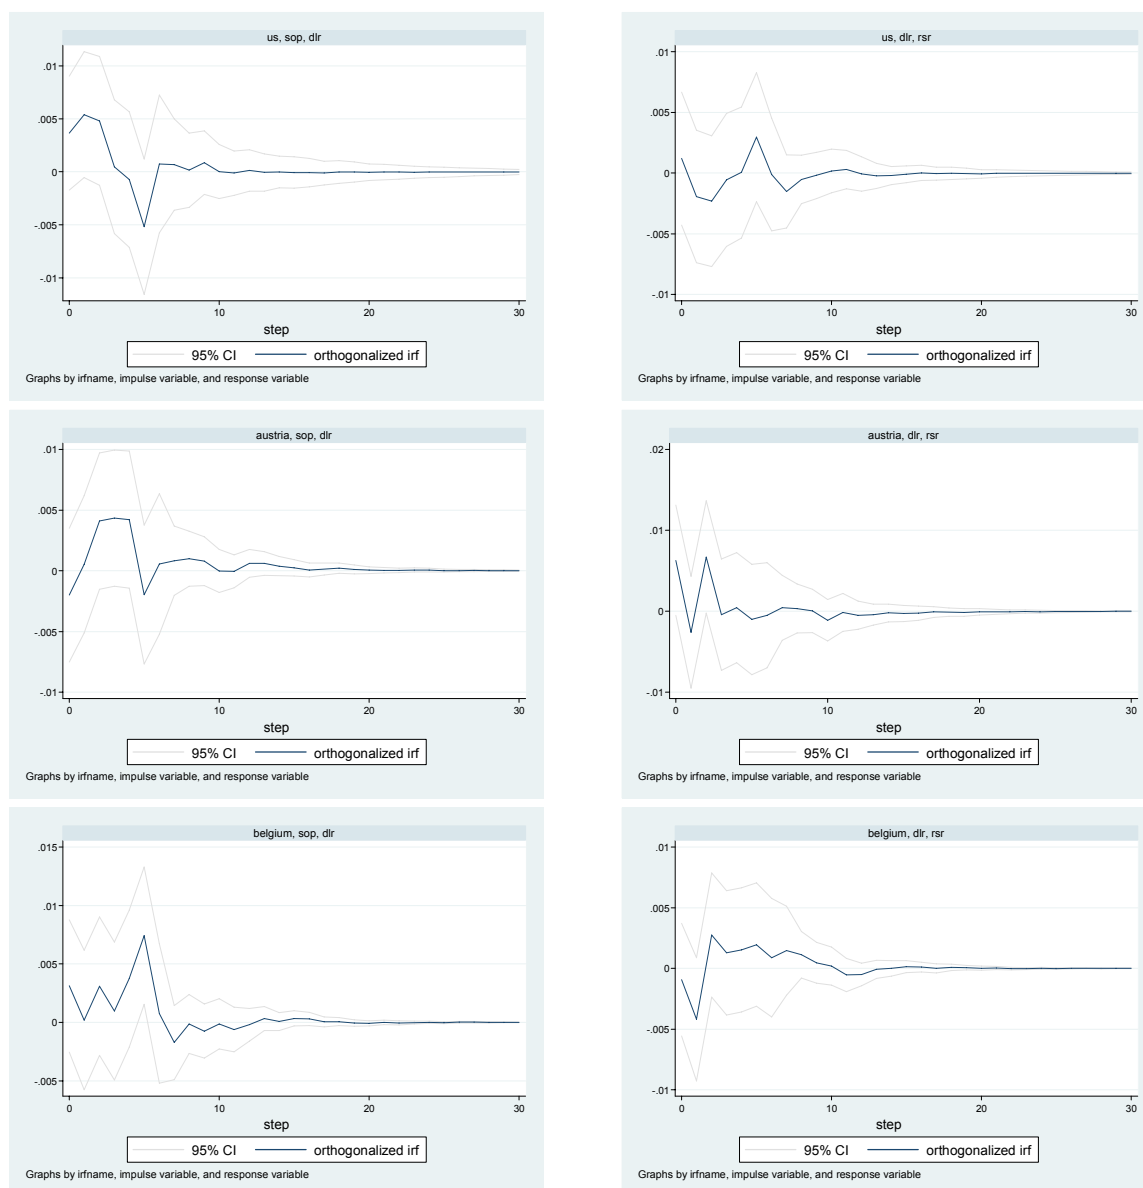 us, sop, dlr
.01
.005
0
-.005
-.01
0 10 20 30
step
95% CI orthogonalized irf
Graphs by irfname, impulse variable, and response variable
us, dlr, rsr
.01
.005
0
-.005
-.01
0 10 20 30
step
95% CI orthogonalized irf
Graphs by irfname, impulse variable, and response variable
austria, sop, dlr
.01
.005
0
-.005
-.01
0 10 20 30
step
95% CI orthogonalized irf
Graphs by irfname, impulse variable, and response variable
austria, dlr, rsr
.02
.01
0
-.01
0 10 20 30
step
95% CI orthogonalized irf
Graphs by irfname, impulse variable, and response variable
belgium, sop, dlr
.015
.01
.005
0
-.005
0 10 20 30
step
95% CI orthogonalized irf
Graphs by irfname, impulse variable, and response variable
belgium, dlr, rsr
.01
.005
0
-.005
-.01
0 10 20 30
step
95% CI orthogonalized irf
Graphs by irfname, impulse variable, and response variable